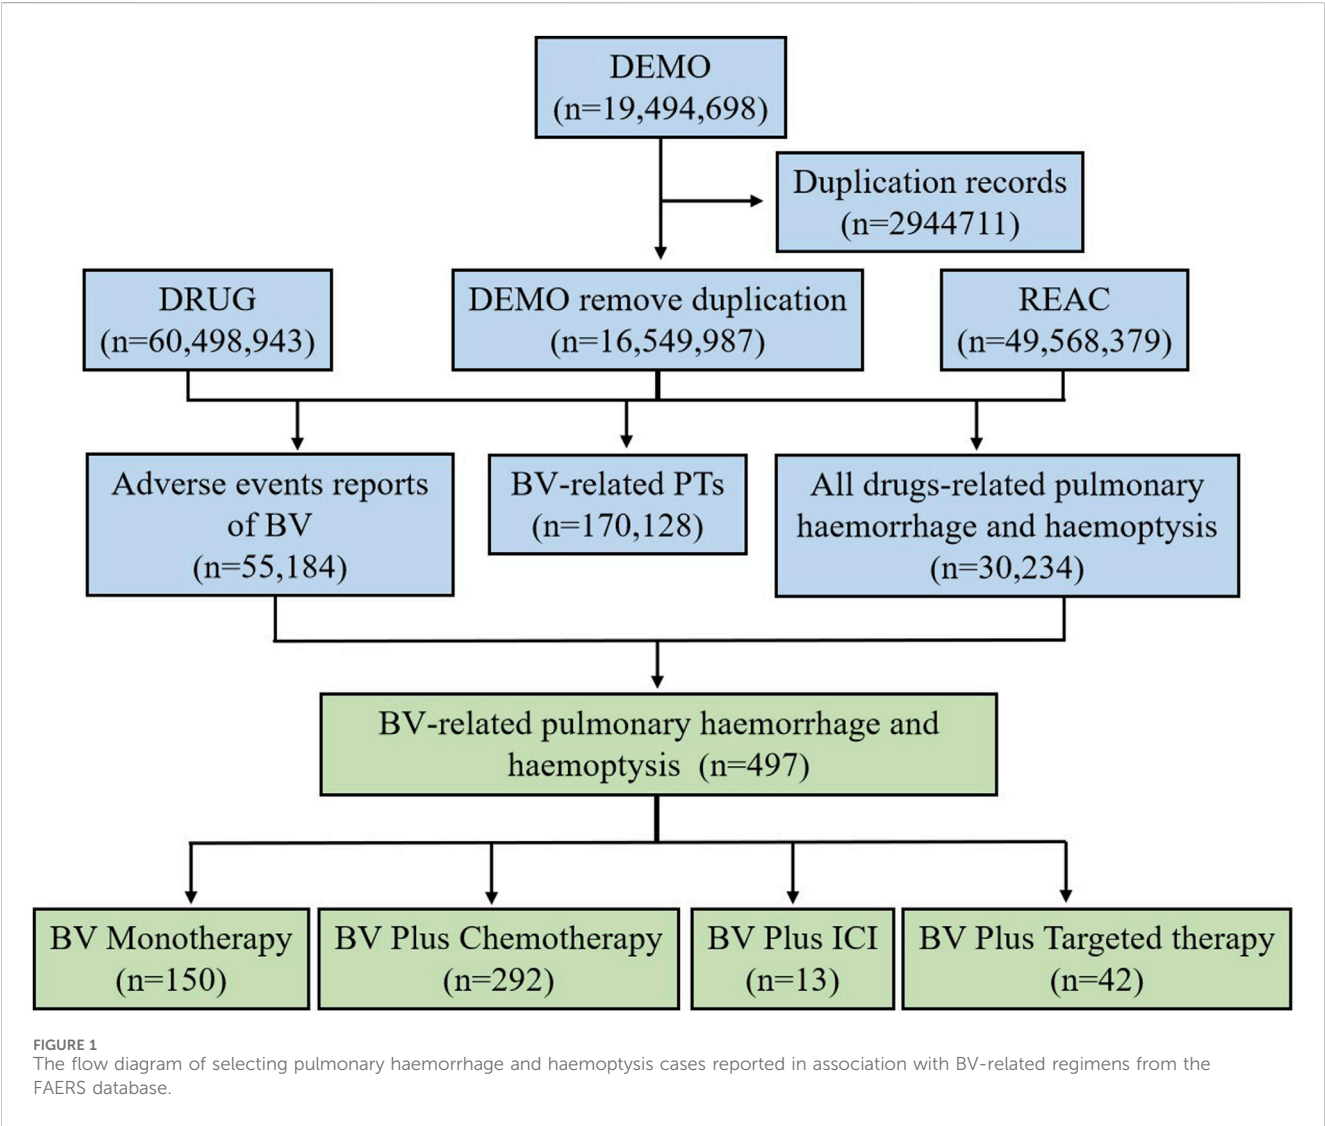 DEMO
(n=19,494,698)
Duplication records
(n=2944711)
DRUG
(n=60,498,943)
DEMO remove duplication
(n=16,549,987)
REAC
(n=49,568,379)
Adverse events reports
of BV
(n=55,184)
BV-related PTs
(n=170,128)
All drugs-related pulmonary
haemorrhage and haemoptysis
(n=30,234)
BV-related pulmonary haemorrhage and
haemoptysis (n=497)
BV Monotherapy
(n=150)
BV Plus Chemotherapy
(n=292)
BV Plus ICI
(n=13)
BV Plus Targeted therapy
(n=42)
FIGURE 1
The flow diagram of selecting pulmonary haemorrhage and haemoptysis cases reported in association with BV-related regimens from the
FAERS database.